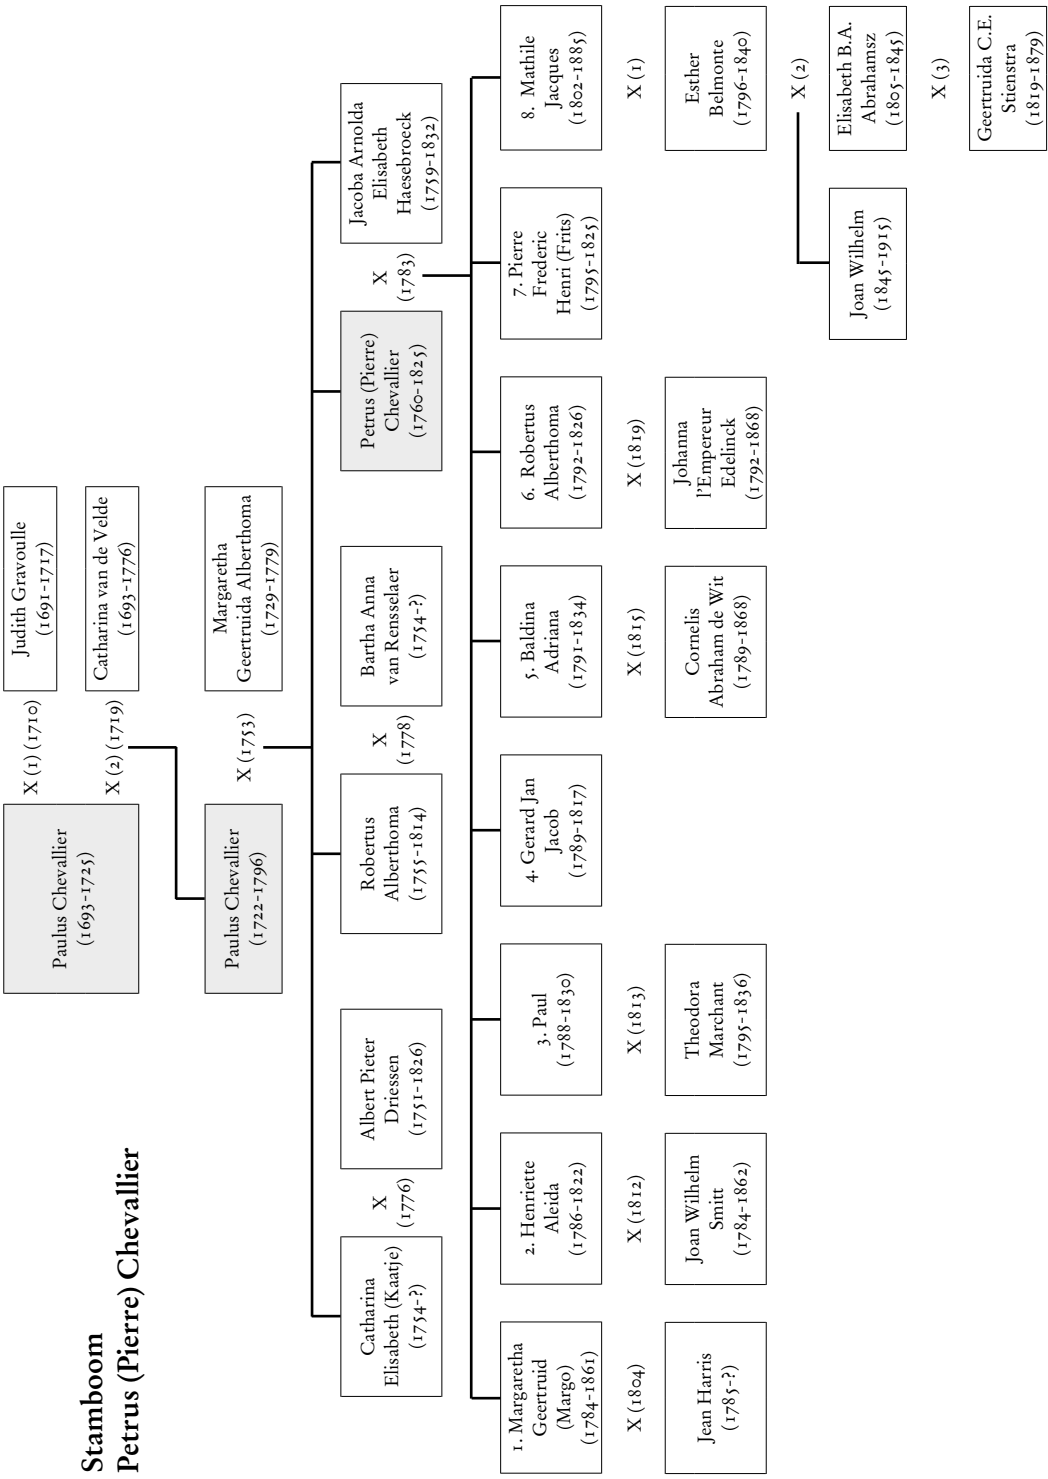 Stamboom
Petrus (Pierre) Chevallier
Paulus Chevallier
(1693-1725)
X (1) (1710)
Judith Gravoulle
(1691-1717)
X (2) (1719)
Catharina van de Velde
(1693-1776)
Paulus Chevallier
(1722-1796)
X (1753)
Margaretha
Geertruida Alberthoma
(1729-1779)
Catharina
Elisabeth (Kaatje)
(1754-?)
X
(1776)
Albert Pieter
Driessen
(1751-1826)
Robertus
Alberthoma
(1755-1814)
X
(1778)
Bartha Anna
van Rensselaer
(1754-?)
Petrus (Pierre)
Chevallier
(1760-1825)
X
(1783)
Jacoba Arnolda
Elisabeth
Haesebroeck
(1759-1832)
1. Margaretha
Geertruid
(Margo)
(1784-1861)
X (1804)
Jean Harris
(1785-?)
2. Henriette
Aleida
(1786-1822)
X (1812)
Joan Wilhelm
Smitt
(1784-1862)
3. Paul
(1788-1830)
X (1813)
Theodora
Marchant
(1795-1836)
4. Gerard Jan
Jacob
(1789-1817)
5. Baldina
Adriana
(1791-1834)
X (1815)
Cornelis
Abraham de Wit
(1789-1868)
6. Robertus
Alberthoma
(1792-1826)
X (1819)
Johanna
l'Empereur
Edelinck
(1792-1868)
7. Pierre
Frederic
Henri (Frits)
(1795-1825)
8. Mathile
Jacques
(1802-1885)
X (1)
Esther
Belmonte
(1796-1840)
X (2)
Elisabeth B.A.
Abrahamsz
(1805-1845)
X (3)
Geertruida C.E.
Stienstra
(1819-1879)
Joan Wilhelm
(1845-1915)